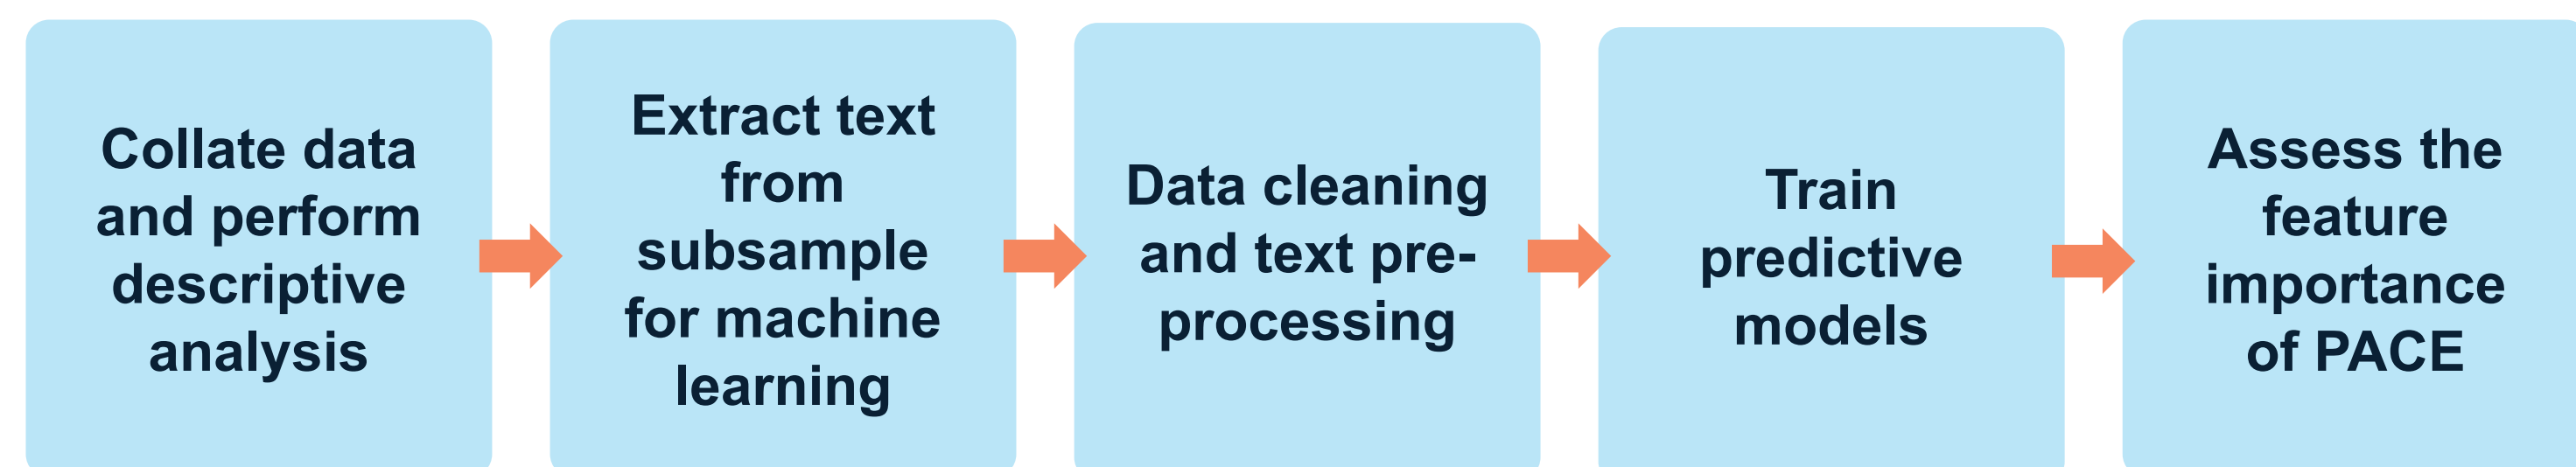 Collate data
and perform
descriptive
analysis
Extract text
from
subsample
for machine
learning
Data cleaning
and text pre-
processing
Train
predictive
models
Assess the
feature
importance
of PACE